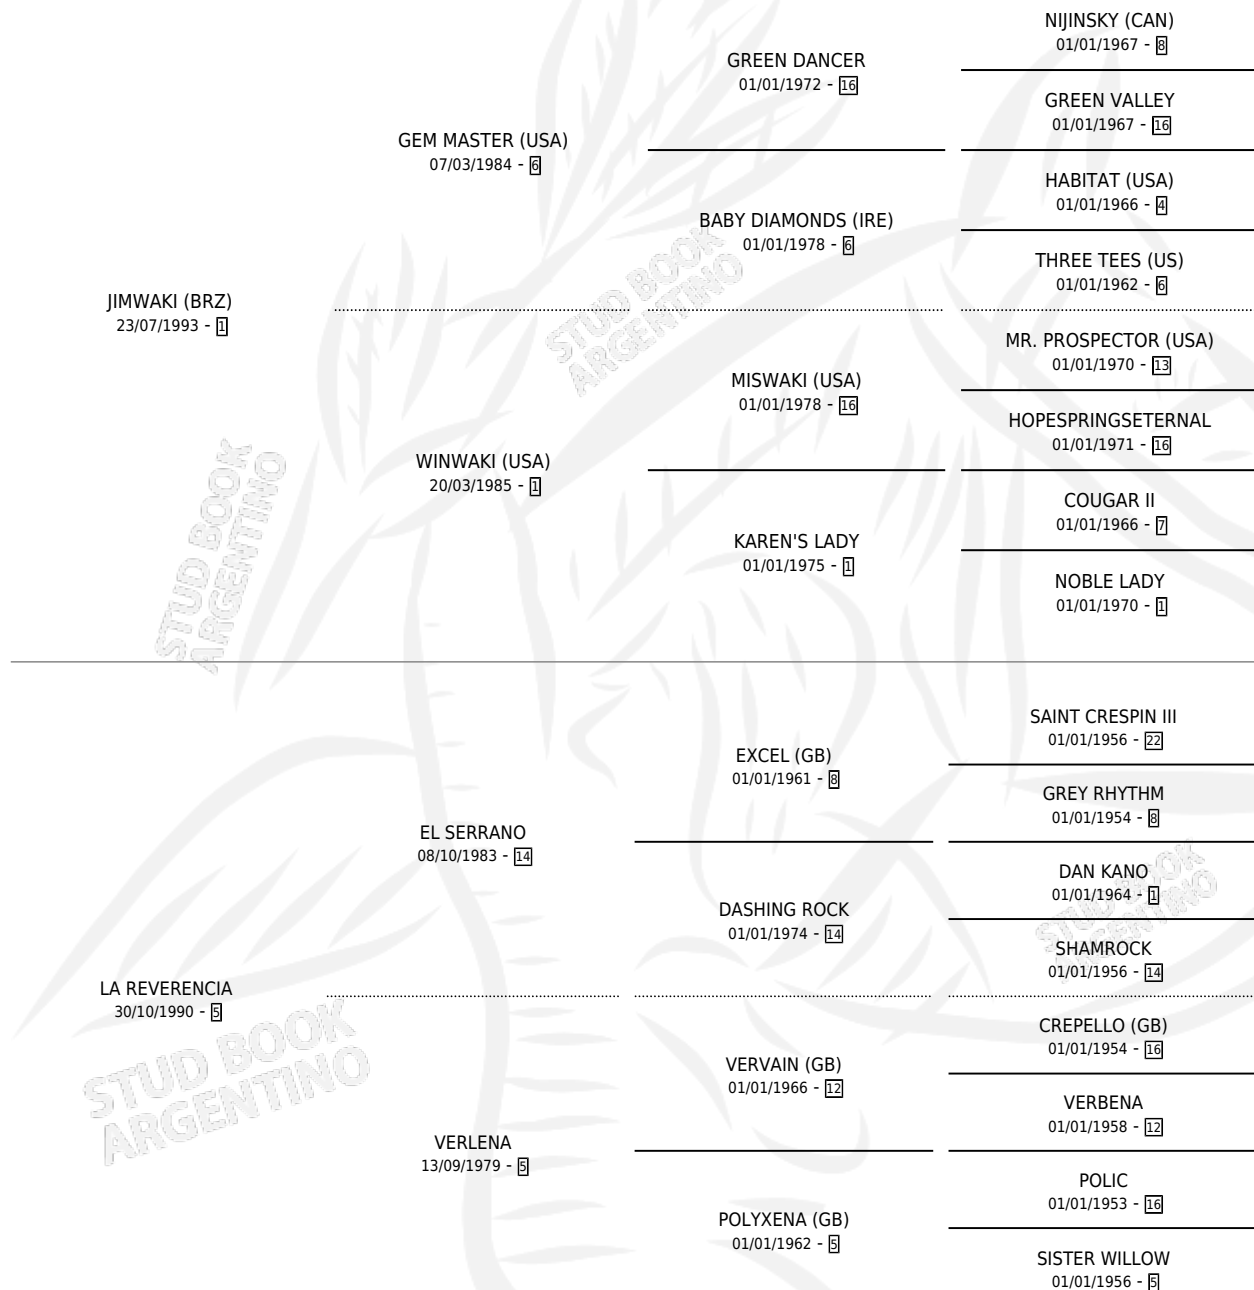 NIJINSKY (CAN)
01/01/1967 - 8
GREEN DANCER
01/01/1972 - 16
GREEN VALLEY
01/01/1967 - 16
GEM MASTER (USA)
07/03/1984 - 6
HABITAT (USA)
01/01/1966 - 4
BABY DIAMONDS (IRE)
01/01/1978 - 6
THREE TEES (US)
01/01/1962 - 6
JIMWAKI (BRZ)
23/07/1993 - 1
STUD BOOK
ARGENTINO
MR. PROSPECTOR (USA)
01/01/1970 - 13
MISWAKI (USA)
01/01/1978 - 16
HOPESPRINGSETERNAL
01/01/1971 - 16
WINWAKI (USA)
20/03/1985 - 1
COUGAR II
01/01/1966 - 7
KAREN'S LADY
01/01/1975 - 1
NOBLE LADY
01/01/1970 - 1
STUD BOOK
ARGENTINO
SAINT CRESPIN III
01/01/1956 - 22
EXCEL (GB)
01/01/1961 - 8
GREY RHYTHM
01/01/1954 - 8
EL SERRANO
08/10/1983 - 14
DAN KANO
01/01/1964 - 1
DASHING ROCK
01/01/1974 - 14
SHAMROCK
01/01/1956 - 14
STUD BOOK
ARGENTINO
LA REVERENCIA
30/10/1990 - 5
CREPELLO (GB)
01/01/1954 - 16
VERVAIN (GB)
01/01/1966 - 12
VERBENA
01/01/1958 - 12
STUD BOOK
ARGENTINO
VERLENA
13/09/1979 - 5
POLIC
01/01/1953 - 16
POLYXENA (GB)
01/01/1962 - 5
SISTER WILLOW
01/01/1956 - 5